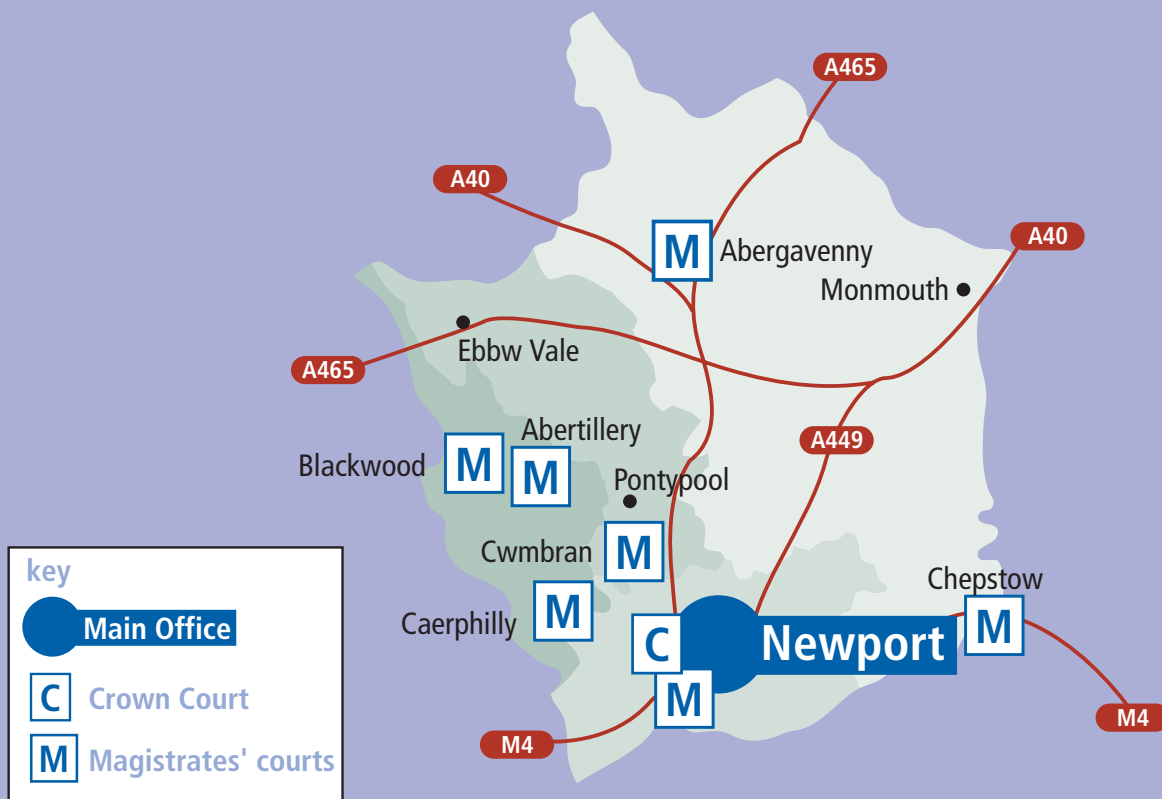 A465
A40
A40
M
Abergavenny
Monmouth
Ebbw Vale
A465
Abertillery
A449
Blackwood
M
M
Pontypool
Cwmbran
M
Chepstow
Caerphilly
M
C
Newport
M
M
M4
M4
key
Main Office
C Crown Court
M Magistrates' courts